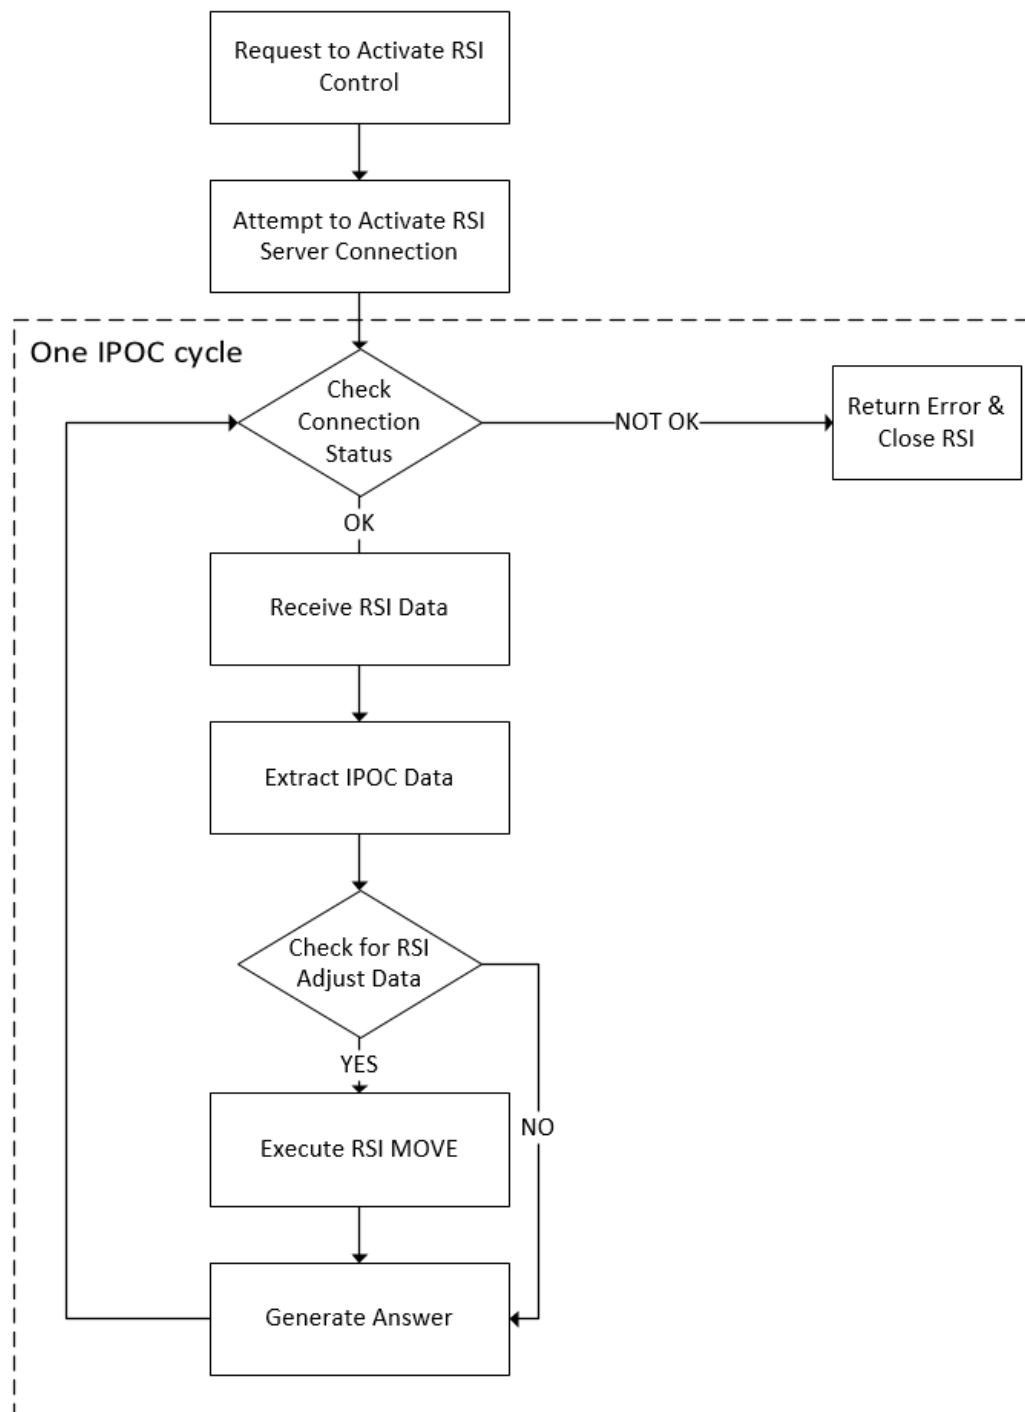 Request to Activate RSI
Control
Attempt to Activate RSI
Server Connection
One IPOC cycle
Check
Connection
Status
NOT OK
Return Error &
Close RSI
OK
Receive RSI Data
Extract IPOC Data
Check for RSI
Adjust Data
YES
NO
Execute RSI MOVE
Generate Answer